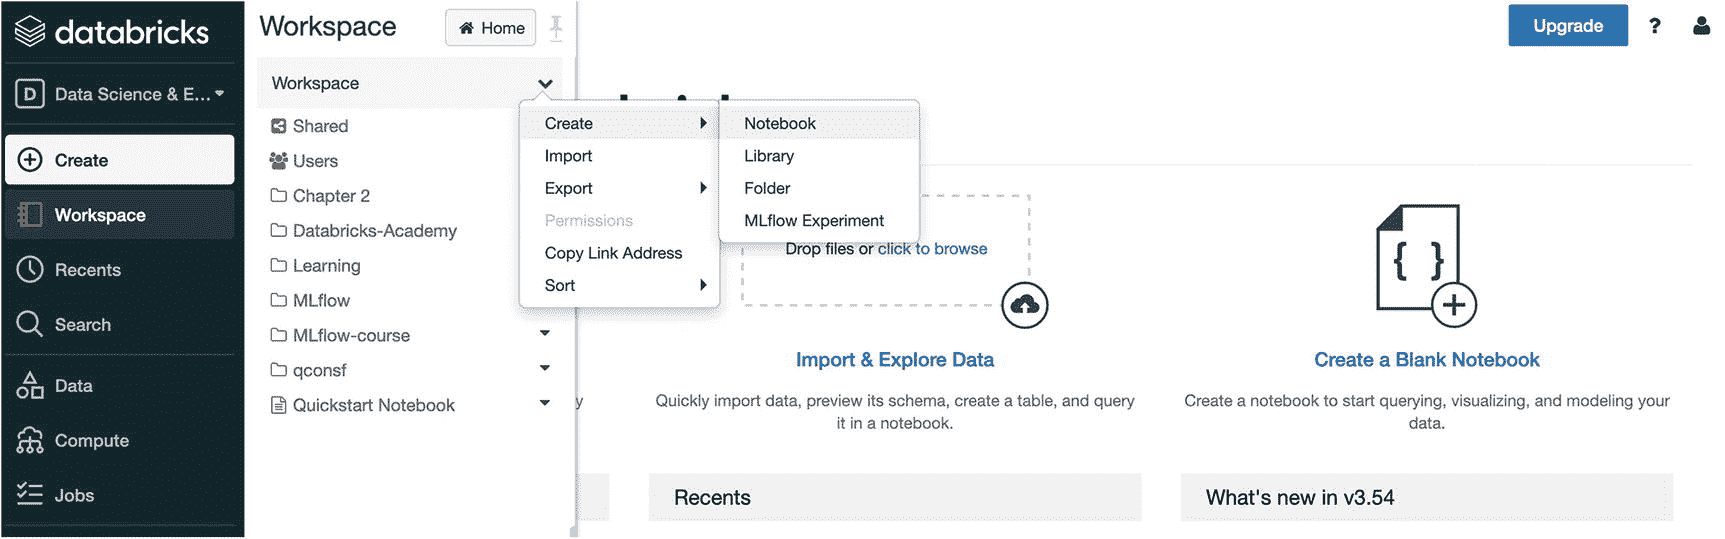 databricks
D Data Science & E...
Create
Workspace
Recents
Search
Data
Compute
Jobs
Workspace
Home
Workspace
Shared
Users
Chapter 2
Databricks-Academy
Learning
MLflow
MLflow-course
qconsf
Quickstart Notebook
Create
Import
Export
Permissions
Copy Link Address
Sort
Notebook
Library
Folder
MLflow Experiment
Upgrade
?
Drop files or click to browse
Import & Explore Data
Quickly import data, preview its schema, create a table, and query
it in a notebook.
{ }
Create a Blank Notebook
Create a notebook to start querying, visualizing, and modeling your
data.
Recents
What's new in v3.54